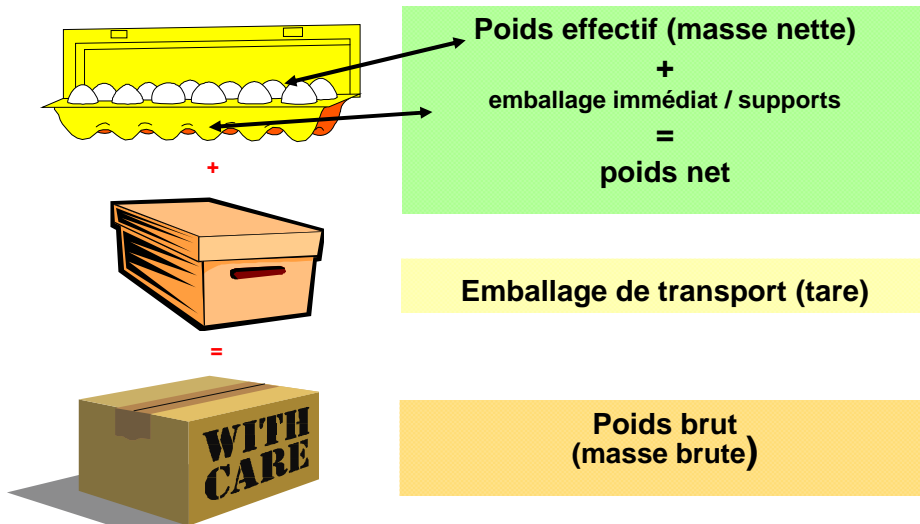 Poids effectif (masse nette)
+
emballage immédiat / supports
=
poids net
+
Emballage de transport (tare)
=
WITH
CARE
Poids brut
(masse brute)